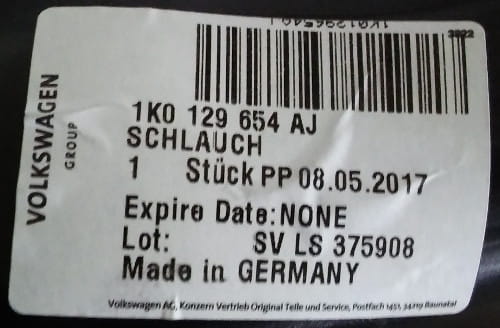 3822
VOLKSWAGEN
GROUP
1K0 129 654 AJ
SCHLAUCH
1 Stück PP 08.05.2017
Expire Date: NONE
Lot: SV LS 375908
Made in GERMANY
Volkswagen AG, Konzern Vertrieb Original Teile und Service, Postfach 1451, 34219 Baunatal